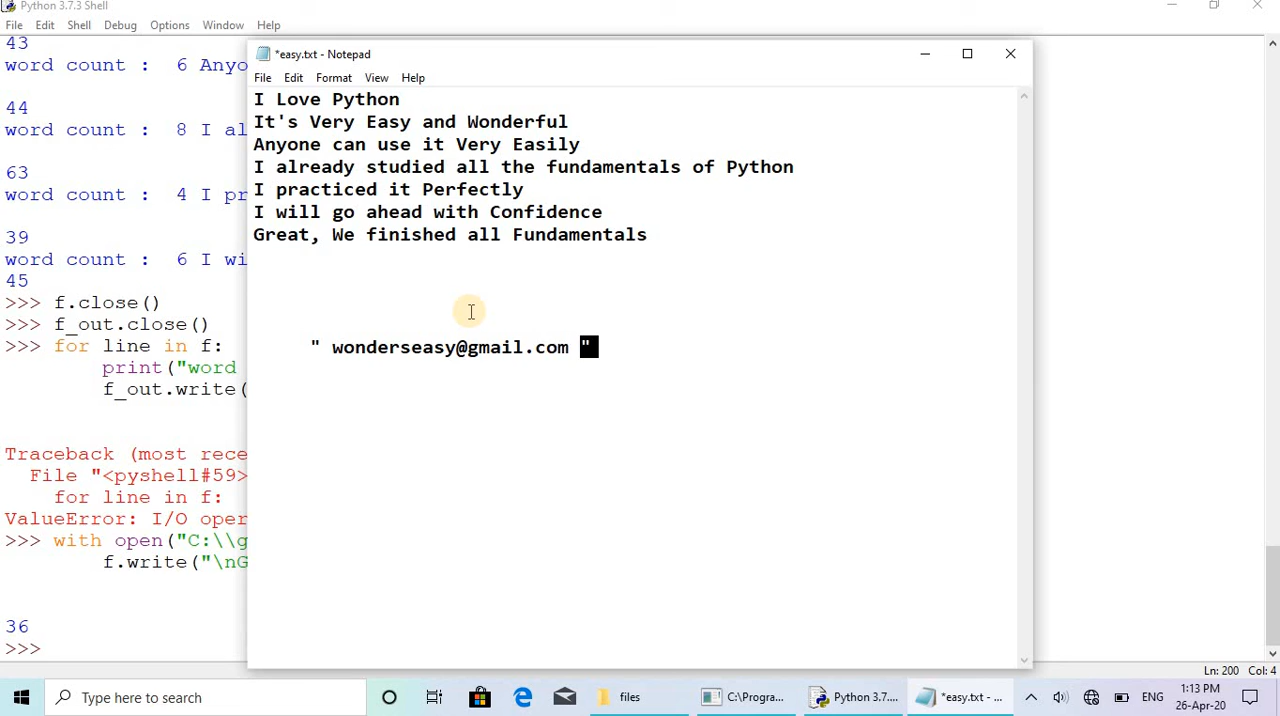 Python 3.7.3 Shell
File Edit Shell Debug Options Window Help
43
word count :  6 Anyo
44
word count :  8 I al
63
word count :  4 I pr
39
word count :  6 I wi
45
>>> f.close()
>>> f_out.close()
>>> for line in f:
print("word
f_out.write(
Traceback (most rece
File "<pyshell#59>
for line in f:
ValueError: I/O oper
>>> with open("C:\\g
f.write("\nG
36
>>>
*easy.txt - Notepad
File Edit Format View Help
I Love Python
It's Very Easy and Wonderful
Anyone can use it Very Easily
I already studied all the fundamentals of Python
I practiced it Perfectly
I will go ahead with Confidence
Great, We finished all Fundamentals
" wonderseasy@gmail.com "
Ln: 200 Col: 4
Type here to search
files
C:\Progra...
Python 3.7....
*easy.txt - ...
ENG
1:13 PM
26-Apr-20